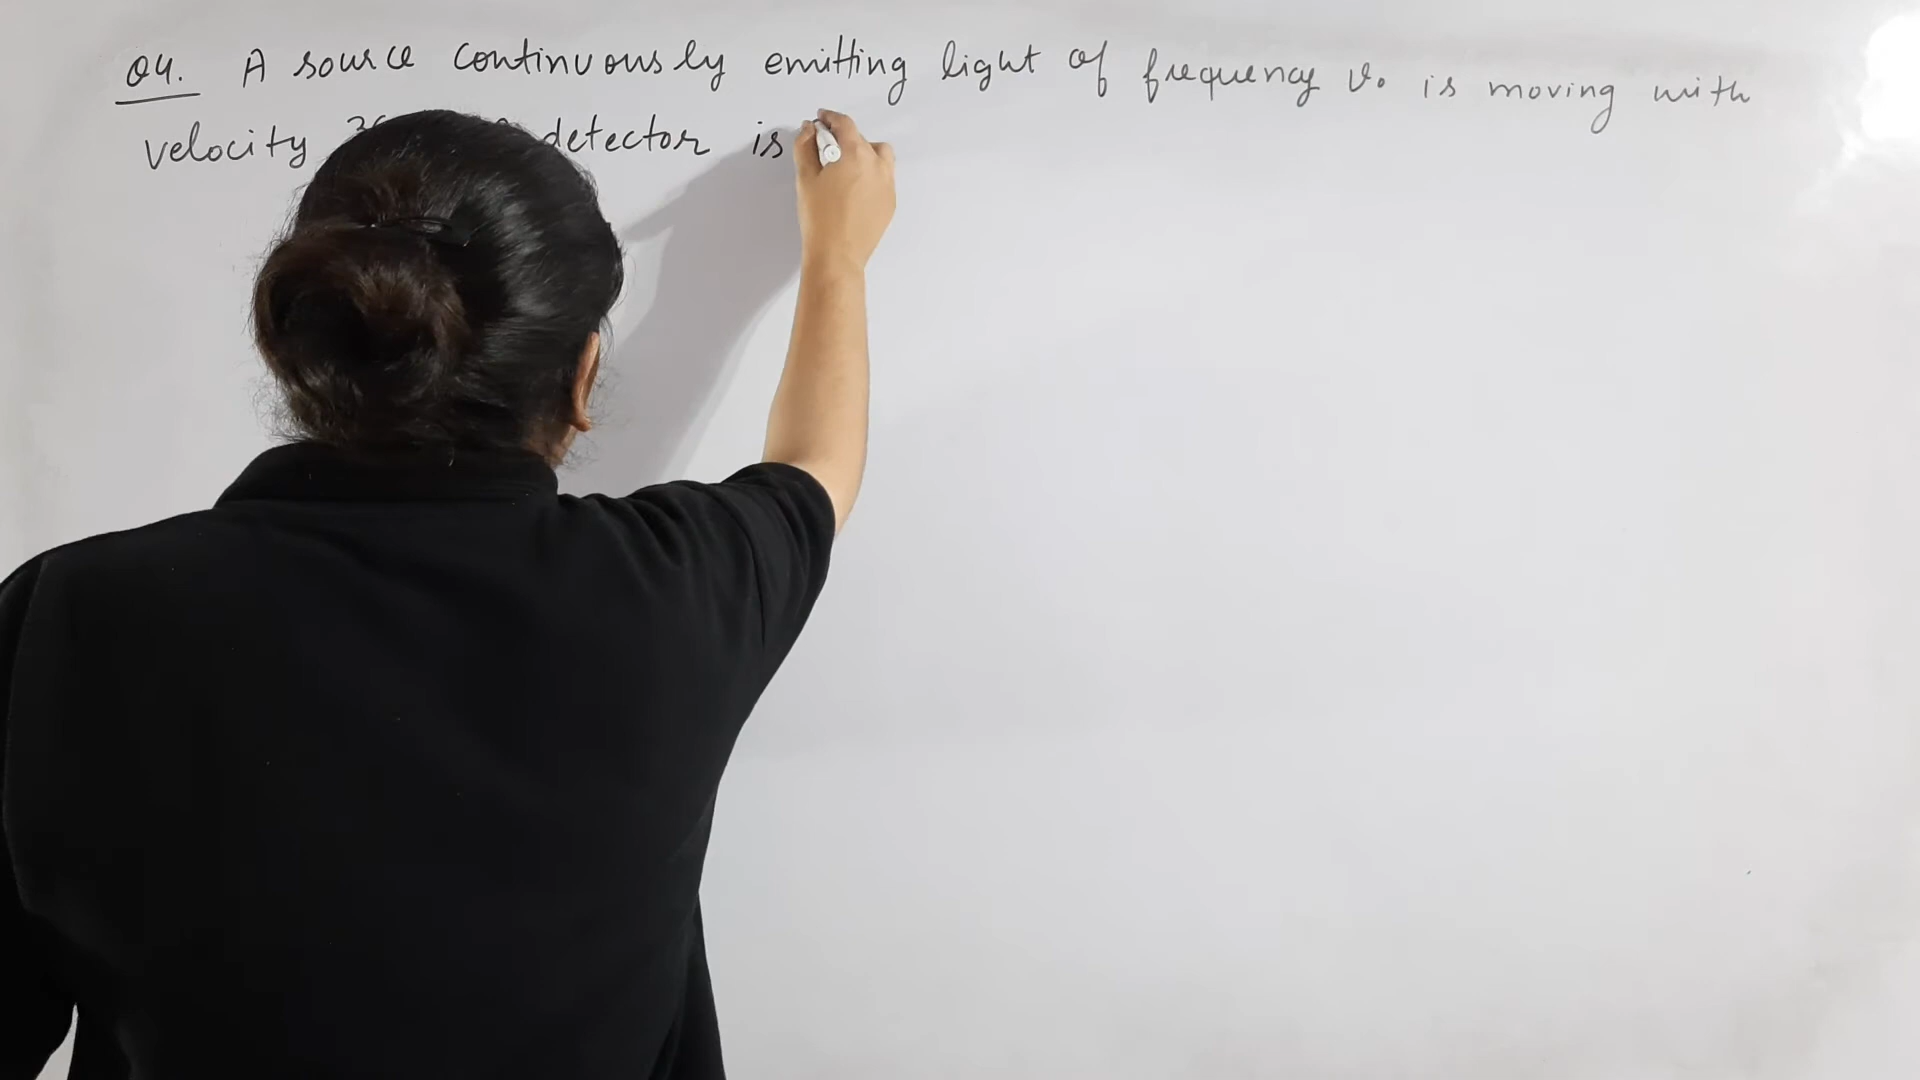 Q4. A source continuously emitting light of frequency ν₀ is moving with
velocity detector is